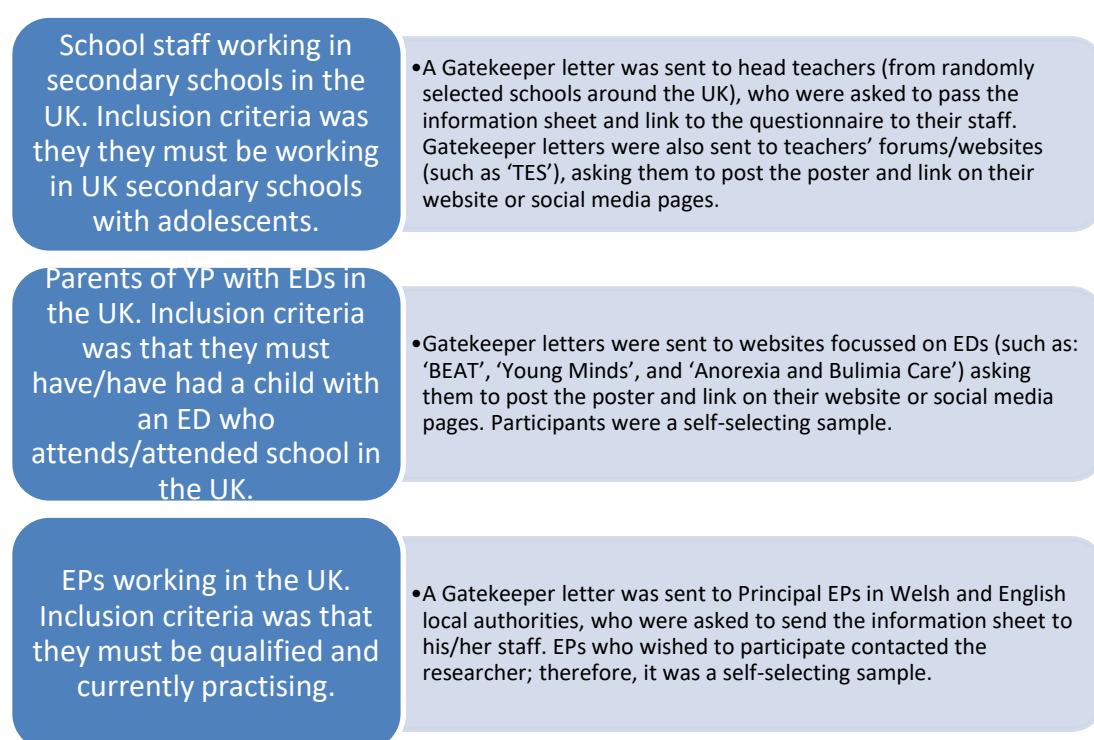 School staff working in
secondary schools in the
UK. Inclusion criteria was
they they must be working
in UK secondary schools
with adolescents.
•A Gatekeeper letter was sent to head teachers (from randomly
selected schools around the UK), who were asked to pass the
information sheet and link to the questionnaire to their staff.
Gatekeeper letters were also sent to teachers’ forums/websites
(such as ‘TES’), asking them to post the poster and link on their
website or social media pages.
Parents of YP with EDs in
the UK. Inclusion criteria
was that they must
have/have had a child with
an ED who
attends/attended school in
the UK.
•Gatekeeper letters were sent to websites focussed on EDs (such as:
‘BEAT’, ‘Young Minds’, and ‘Anorexia and Bulimia Care’) asking
them to post the poster and link on their website or social media
pages. Participants were a self-selecting sample.
EPs working in the UK.
Inclusion criteria was that
they must be qualified and
currently practising.
•A Gatekeeper letter was sent to Principal EPs in Welsh and English
local authorities, who were asked to send the information sheet to
his/her staff. EPs who wished to participate contacted the
researcher; therefore, it was a self-selecting sample.